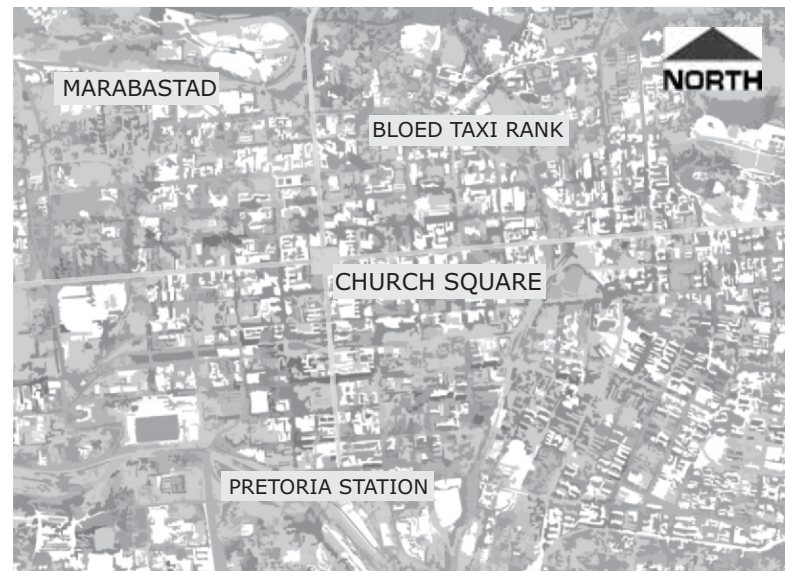 NORTH
MARABASTAD
BLOED TAXI RANK
CHURCH SQUARE
PRETORIA STATION